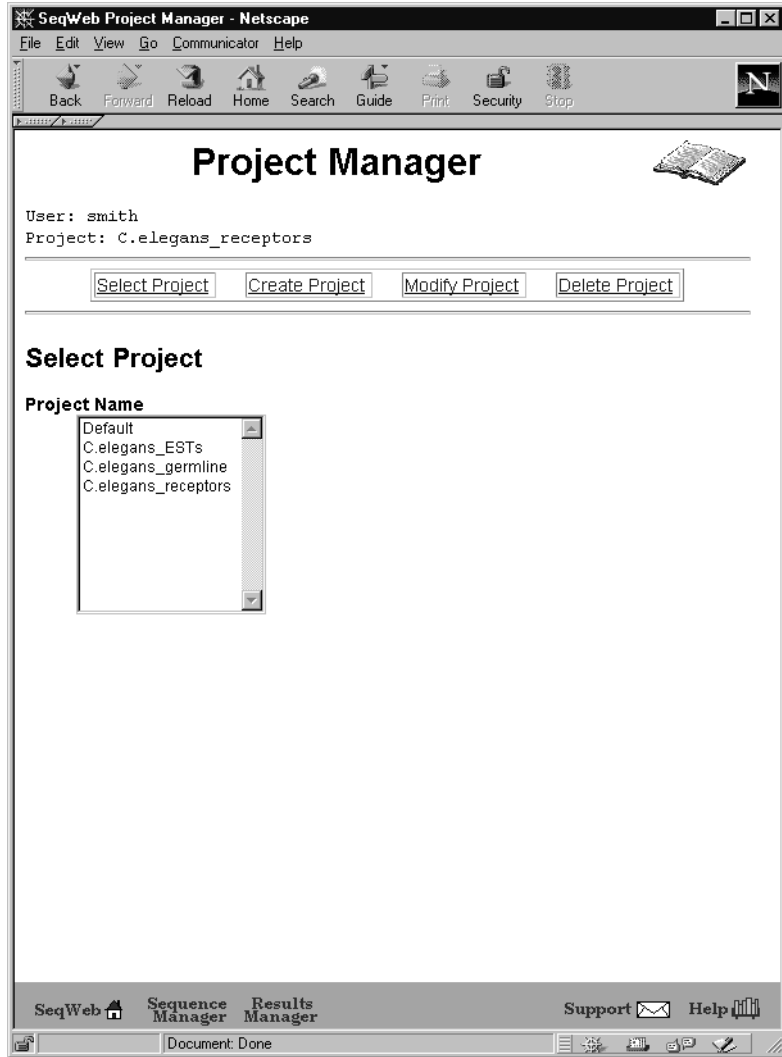 SeqWeb Project Manager - Netscape
File Edit View Go Communicator Help
Back Forward Reload Home Search Guide Print Security Stop
N
Project Manager
User: smith
Project: C.elegans_receptors
Select Project Create Project Modify Project Delete Project
Select Project
Project Name
Default
C.elegans_ESTs
C.elegans_germline
C.elegans_receptors
SeqWeb Sequence Manager Results Manager Support Help
Document: Done